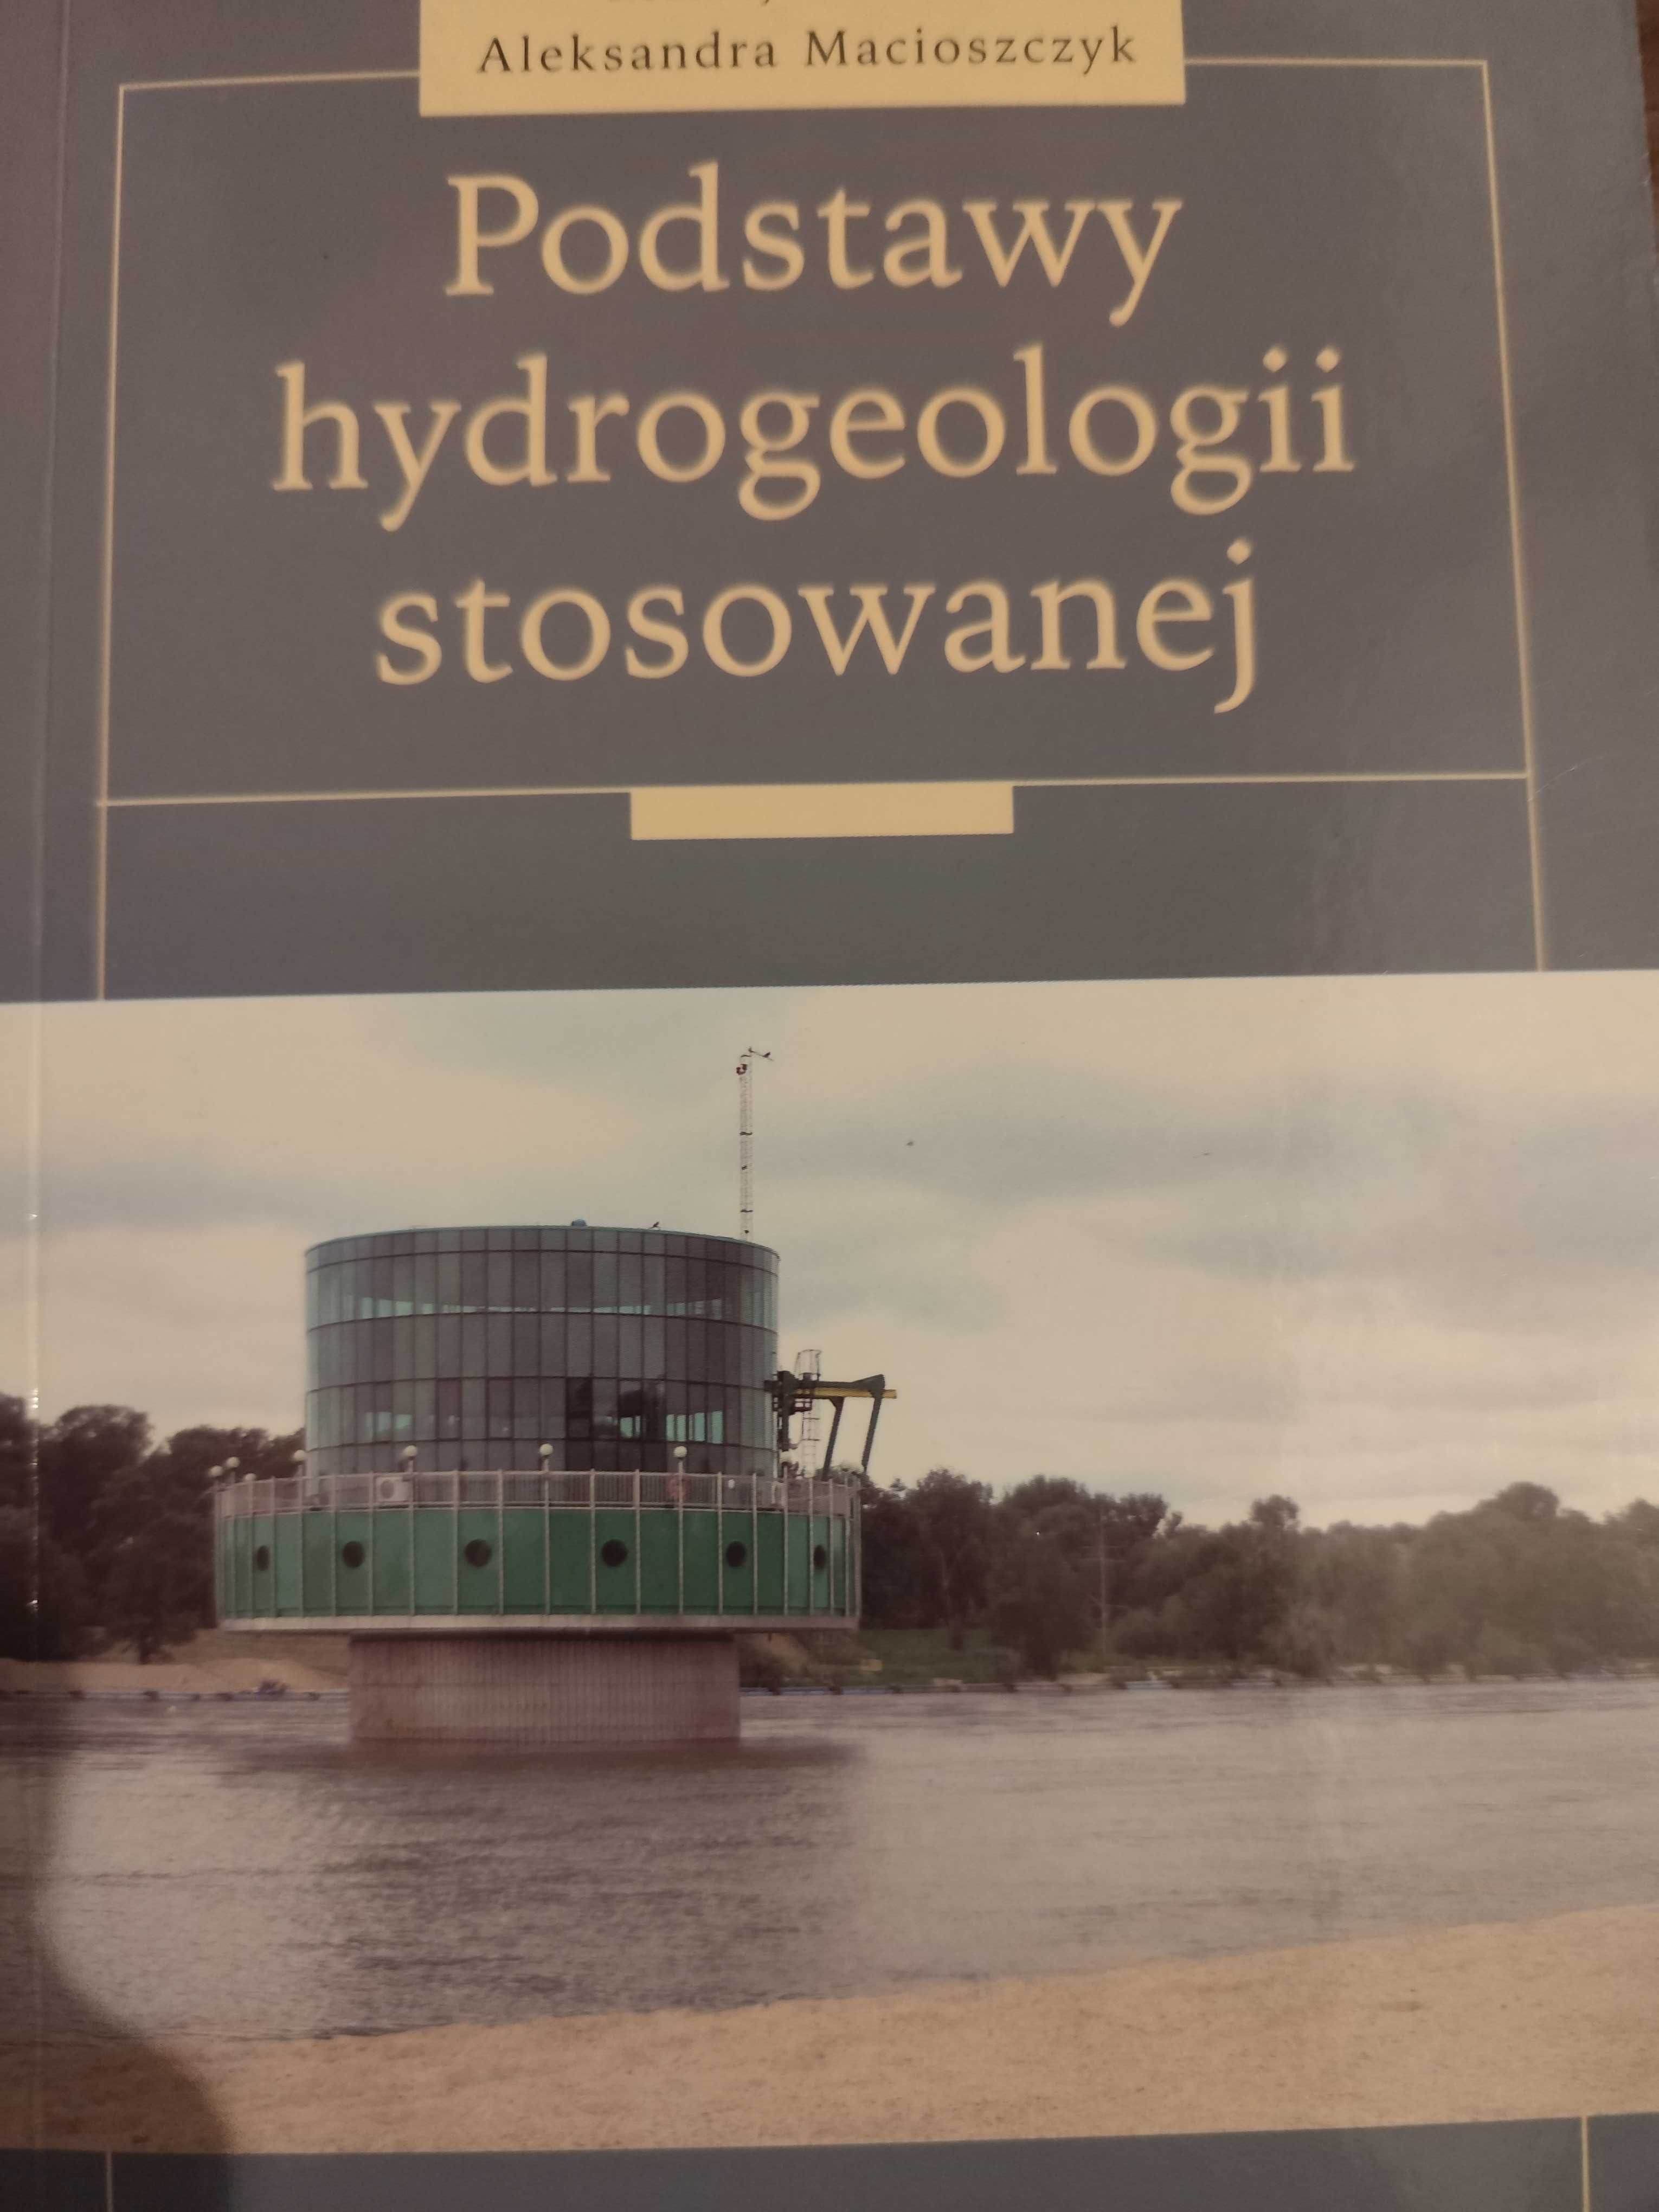 Aleksandra Macioszczyk
Podstawy
hydrogeologii
stosowanej